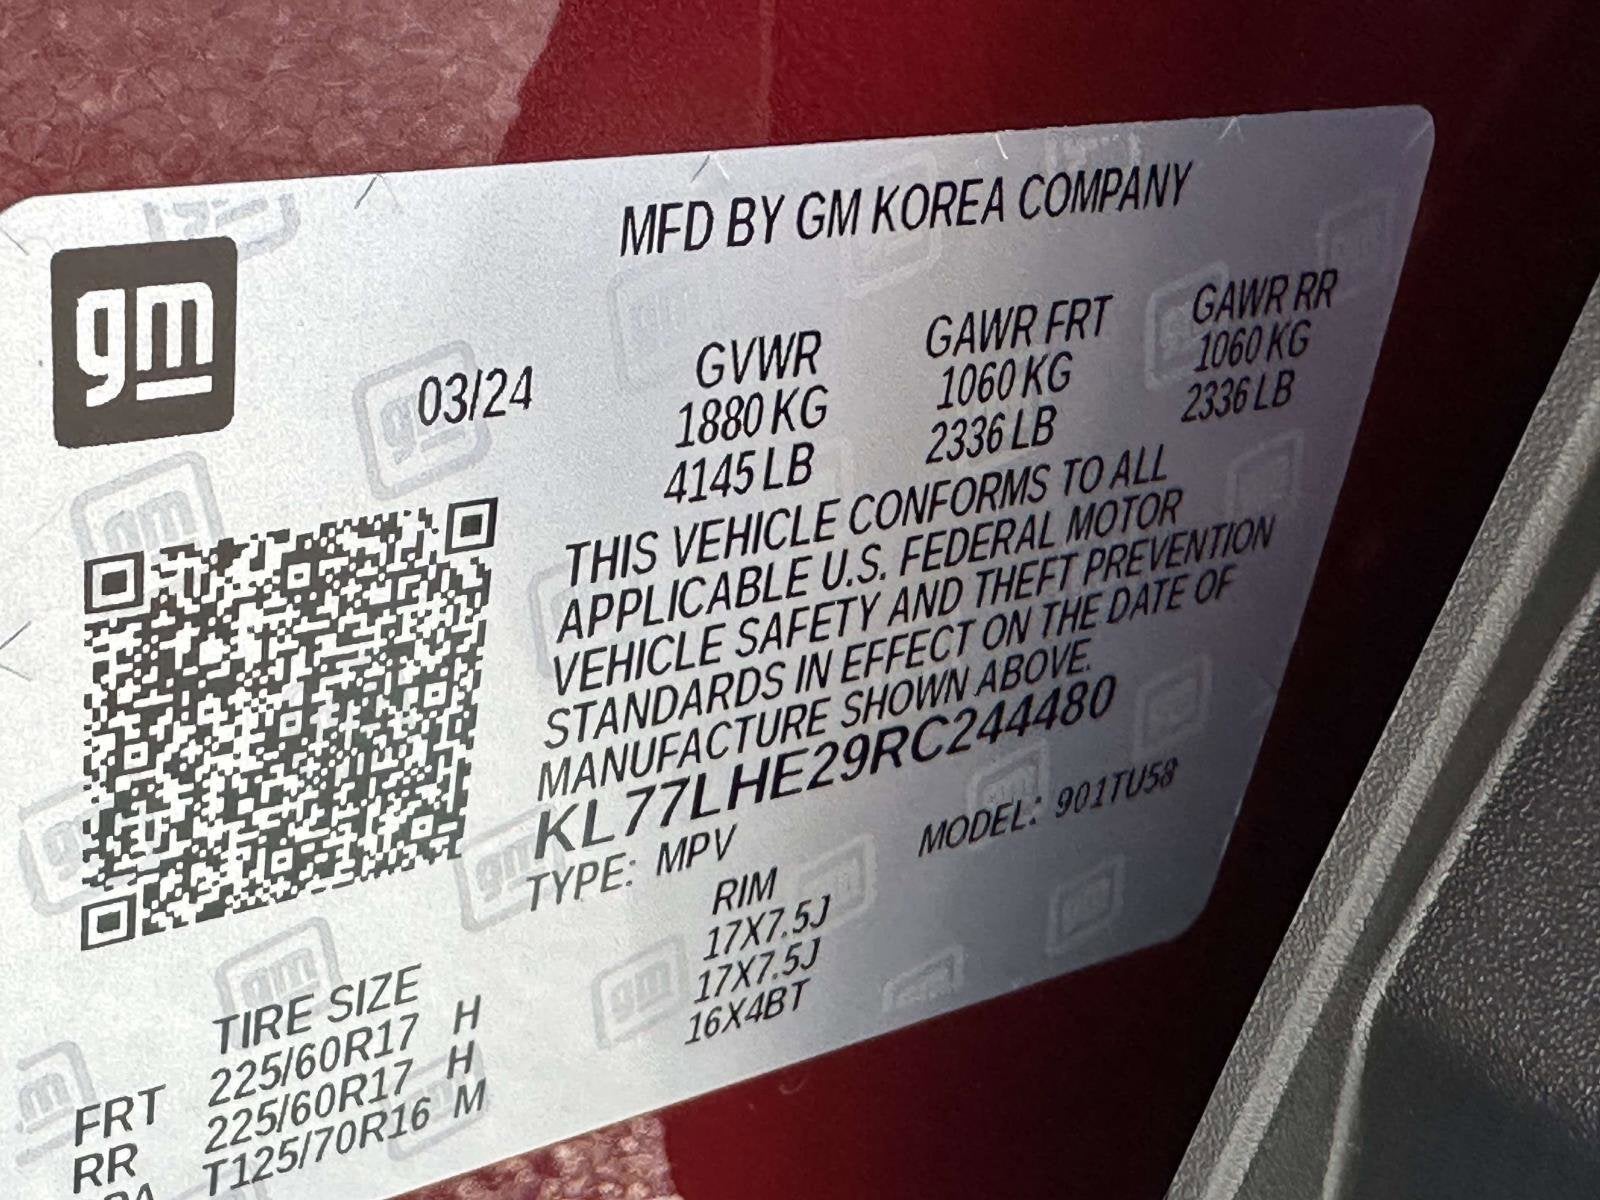 gm
MFD BY GM KOREA COMPANY
03/24
GVWR GAWR FRT GAWR RR
1880 KG 1060 KG 1060 KG
4145 LB 2336 LB 2336 LB
THIS VEHICLE CONFORMS TO ALL
APPLICABLE U.S. FEDERAL MOTOR
VEHICLE SAFETY AND THEFT PREVENTION
STANDARDS IN EFFECT ON THE DATE OF
MANUFACTURE SHOWN ABOVE.
KL77LHE29RC244480
TYPE: MPV MODEL: 901TU58
TIRE SIZE RIM
FRT 225/60R17 H 17X7.5J
RR 225/60R17 H 17X7.5J
T125/70R16 M 16X4BT